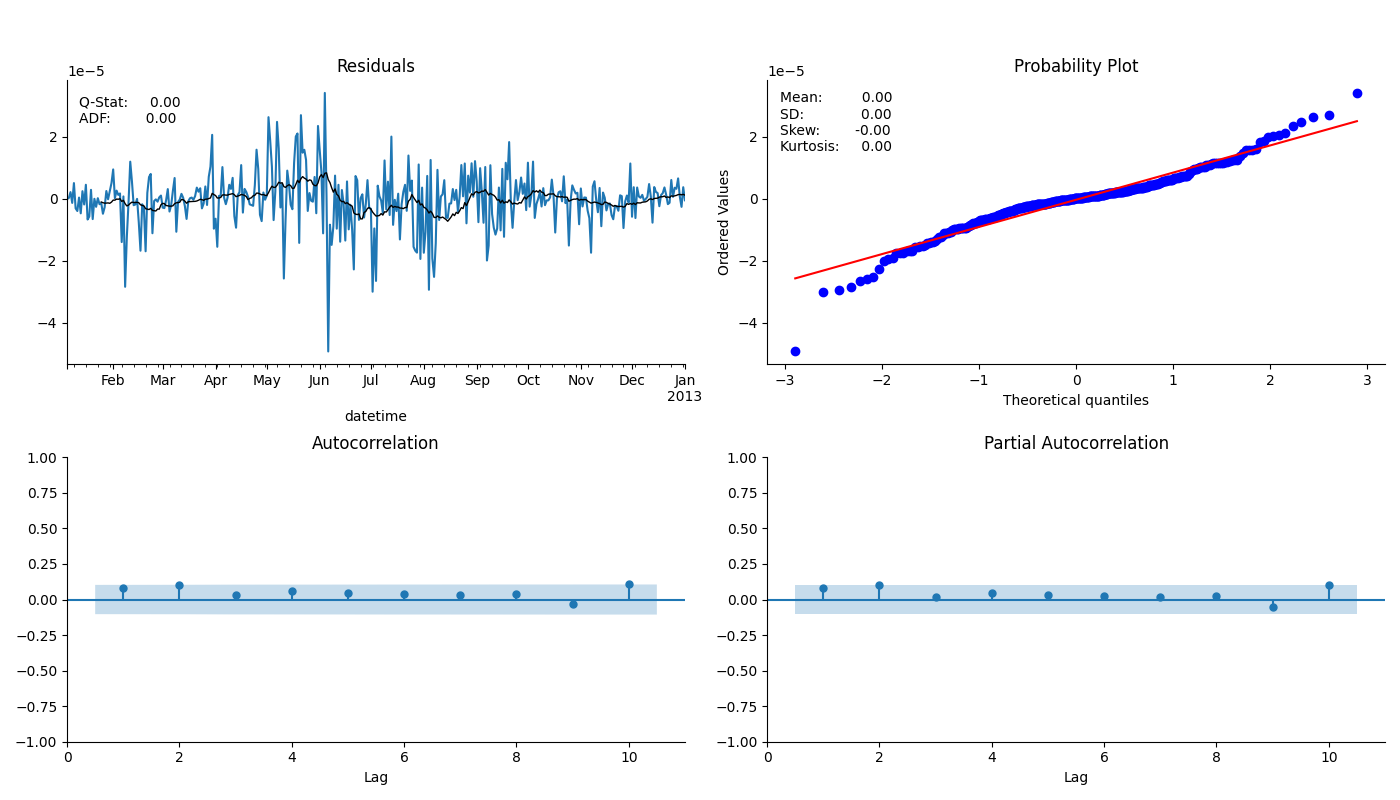 Residuals
1e−5
Q-Stat: 0.00
ADF: 0.00
2
0
−2
−4
Feb Mar Apr May Jun Jul Aug Sep Oct Nov Dec Jan
2013
datetime
Probability Plot
1e−5
Mean: 0.00
SD: 0.00
Skew: -0.00
Kurtosis: 0.00
Ordered Values
2
0
−2
−4
−3 −2 −1 0 1 2 3
Theoretical quantiles
Autocorrelation
1.00
0.75
0.50
0.25
0.00
−0.25
−0.50
−0.75
−1.00
0 2 4 6 8 10
Lag
Partial Autocorrelation
1.00
0.75
0.50
0.25
0.00
−0.25
−0.50
−0.75
−1.00
0 2 4 6 8 10
Lag